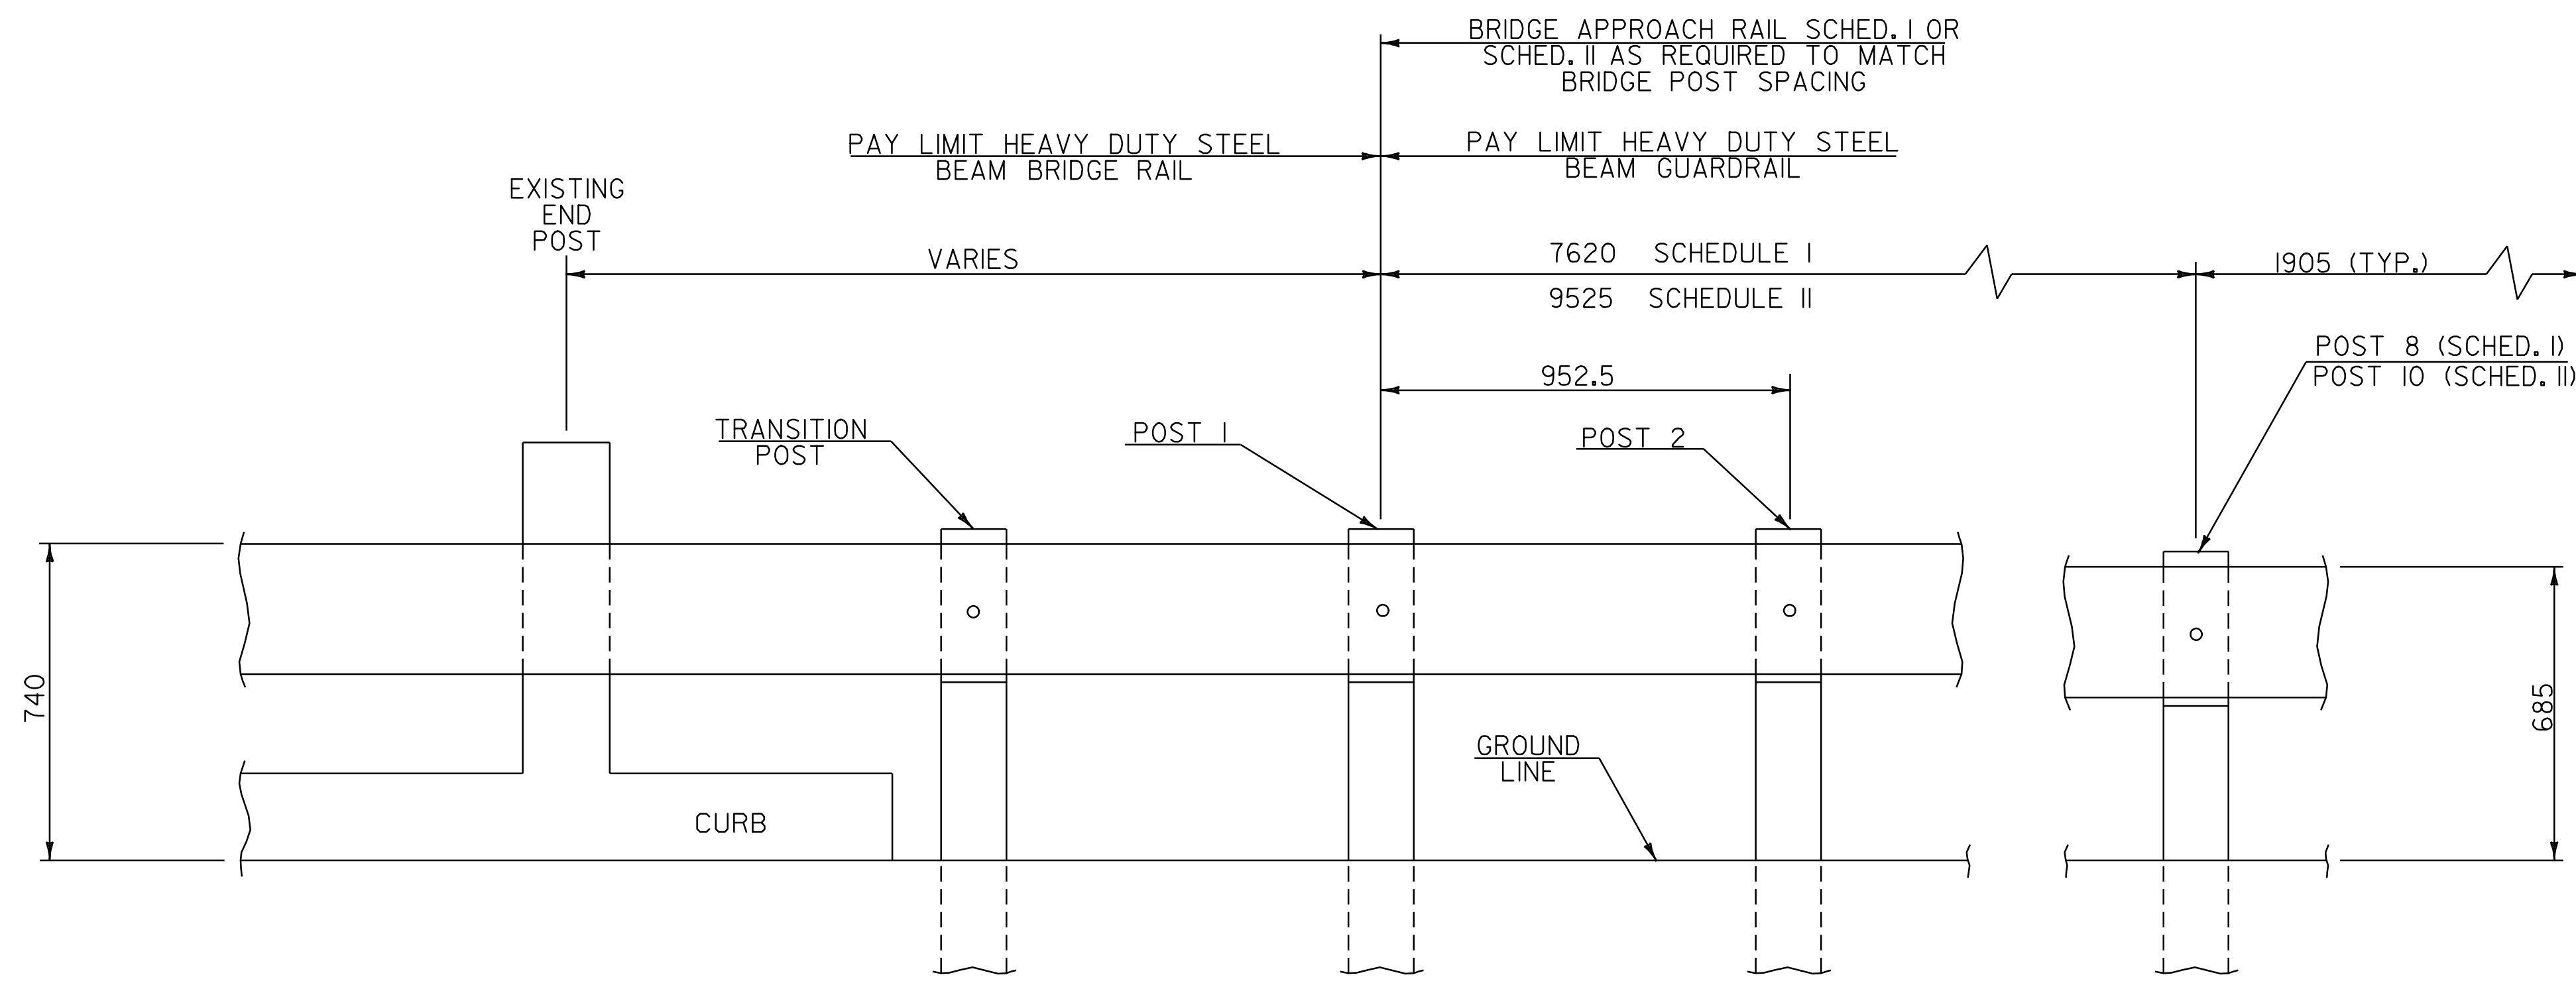 BRIDGE APPROACH RAIL SCHED. I OR
SCHED. II AS REQUIRED TO MATCH
BRIDGE POST SPACING
PAY LIMIT HEAVY DUTY STEEL
BEAM BRIDGE RAIL
PAY LIMIT HEAVY DUTY STEEL
BEAM GUARDRAIL
EXISTING
END
POST
VARIES
7620 SCHEDULE I
9525 SCHEDULE II
1905 (TYP.)
POST 8 (SCHED. I)
POST 10 (SCHED. II)
952.5
TRANSITION
POST
POST 1
POST 2
740
685
GROUND
LINE
CURB